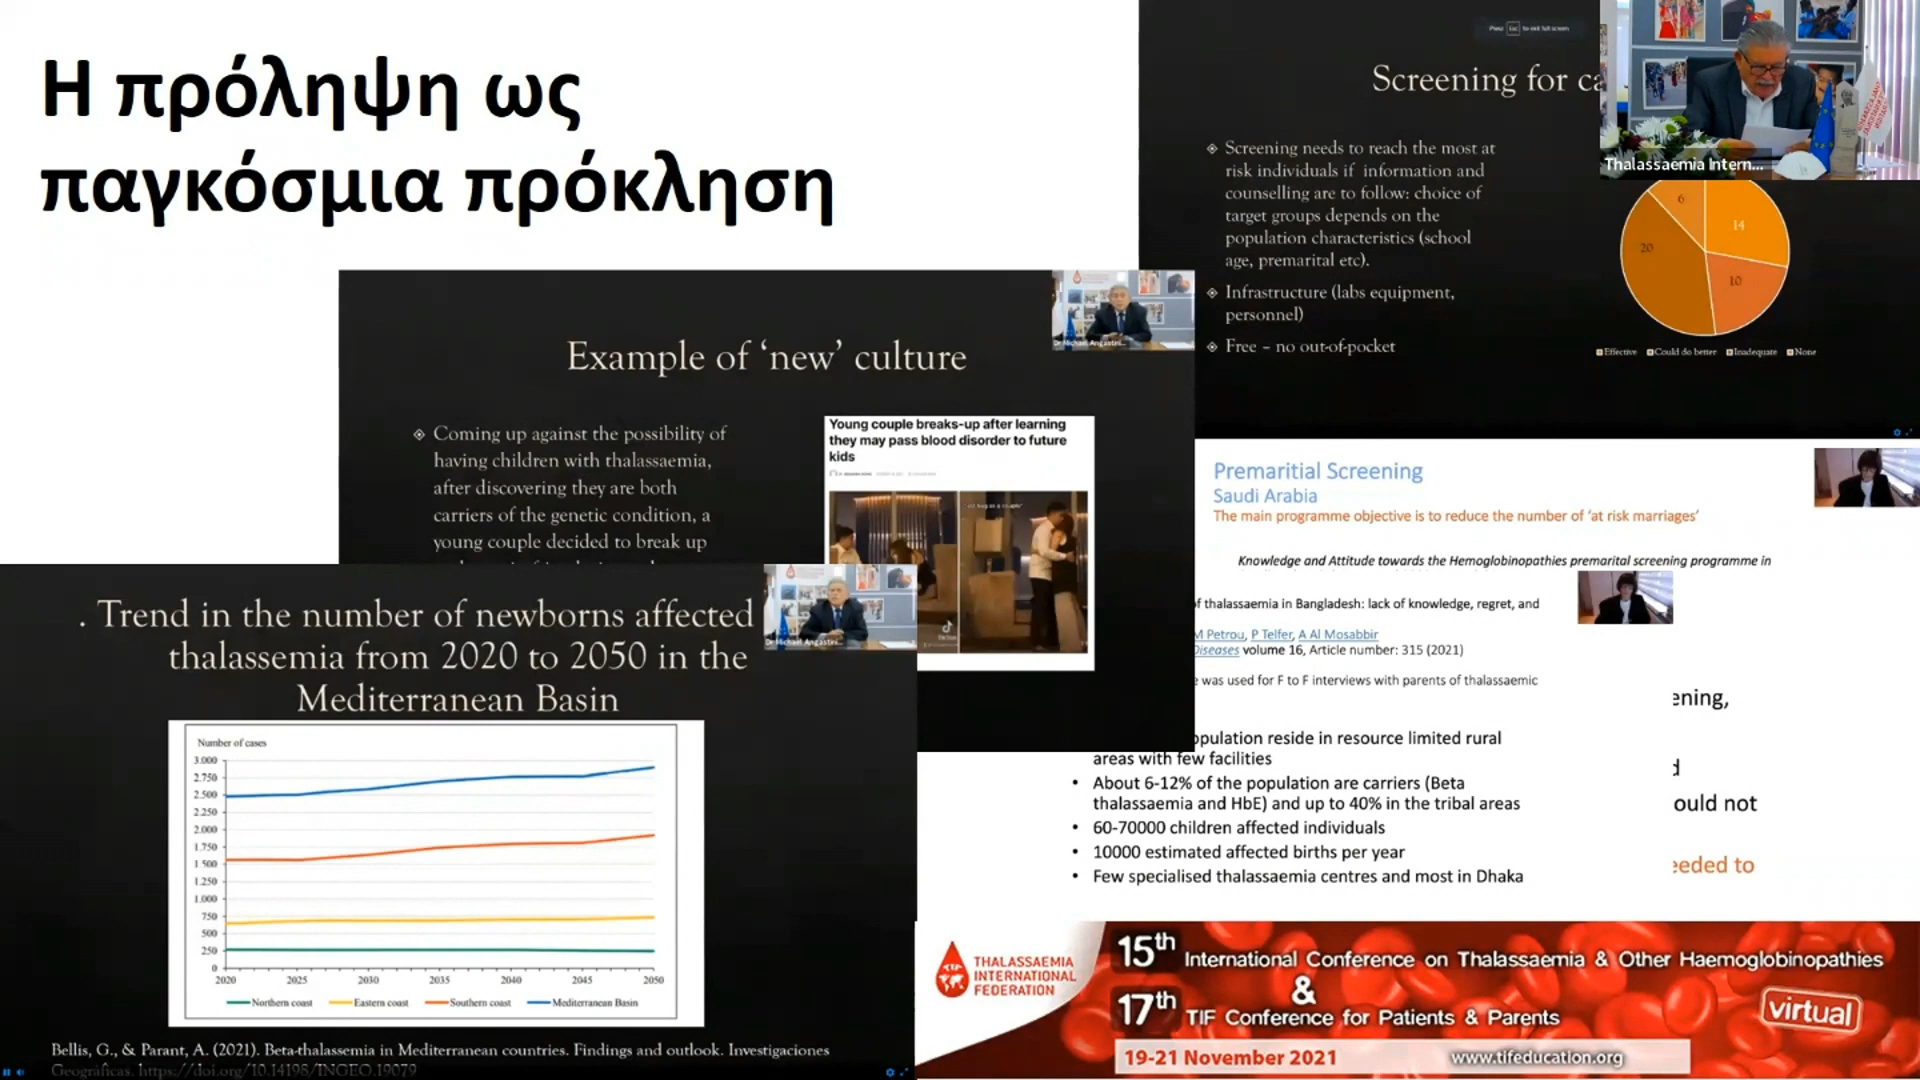 Η πρόληψη ως
παγκόσμια πρόκληση
Press Esc to exit full screen
Screening for ca
Thalassaemia Intern...
Screening needs to reach the most at
risk individuals if information and
counselling are to follow: choice of
target groups depends on the
population characteristics (school
age, premarital etc).
Infrastructure (labs equipment,
personnel)
Free – no out-of-pocket
6
14
20
10
Effective Could do better Inadequate None
Example of ‘new’ culture
Dr Michael Angastini...
Coming up against the possibility of
having children with thalassaemia,
after discovering they are both
carriers of the genetic condition, a
young couple decided to break up
Young couple breaks-up after learning
they may pass blood disorder to future
kids
Premaritial Screening
Saudi Arabia
The main programme objective is to reduce the number of ‘at risk marriages’
Knowledge and Attitude towards the Hemoglobinopathies premarital screening programme in
of thalassaemia in Bangladesh: lack of knowledge, regret, and
M Petrou, P Telfer, A Al Mosabbir
Diseases volume 16, Article number: 315 (2021)
e was used for F to F interviews with parents of thalassaemic
opulation reside in resource limited rural
areas with few facilities
• About 6-12% of the population are carriers (Beta
thalassaemia and HbE) and up to 40% in the tribal areas
• 60-70000 children affected individuals
• 10000 estimated affected births per year
• Few specialised thalassaemia centres and most in Dhaka
ening,
d
ould not
eeded to
. Trend in the number of newborns affected
thalassemia from 2020 to 2050 in the
Mediterranean Basin
Dr Michael Angastini...
Number of cases
3.000
2.750
2.500
2.250
2.000
1.750
1 500
1.250
1.000
750
500
250
0
2020 2025 2030 2035 2040 2045 2050
Northern coast Eastern coast Southern coast Mediterranean Basin
Bellis, G., & Parant, A. (2021). Beta-thalassemia in Mediterranean countries. Findings and outlook. Investigaciones
Geográficas. https://doi.org/10.14198/INGEO.19079
THALASSAEMIA
INTERNATIONAL
FEDERATION
15th International Conference on Thalassaemia & Other Haemoglobinopathies
&
17th TIF Conference for Patients & Parents
virtual
19-21 November 2021 www.tifeducation.org